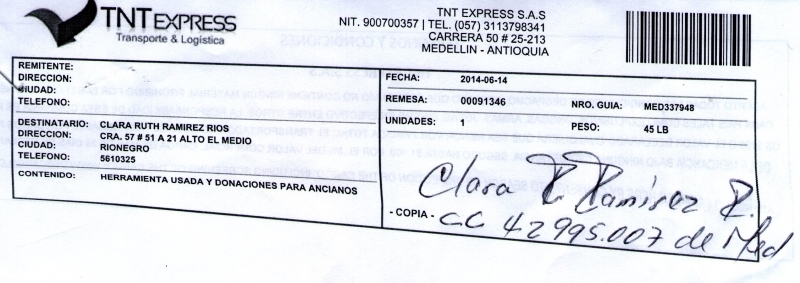 TNT EXPRESS
Transporte & Logística
TNT EXPRESS S.A.S
NIT. 900700357 | TEL. (057) 3113798341
CARRERA 50 # 25-213
MEDELLIN - ANTIOQUIA
REMITENTE:
DIRECCION:
CIUDAD:
TELEFONO:
FECHA: 2014-06-14
REMESA: 00091346 NRO. GUIA: MED337948
UNIDADES: 1 PESO: 45 LB
DESTINATARIO: CLARA RUTH RAMIREZ RIOS
DIRECCION: CRA. 57 # 51 A 21 ALTO EL MEDIO
CIUDAD: RIONEGRO
TELEFONO: 5610325
CONTENIDO: HERRAMIENTA USADA Y DONACIONES PARA ANCIANOS
Clara R Ramirez R.
- COPIA - CC 42995.007 de Med